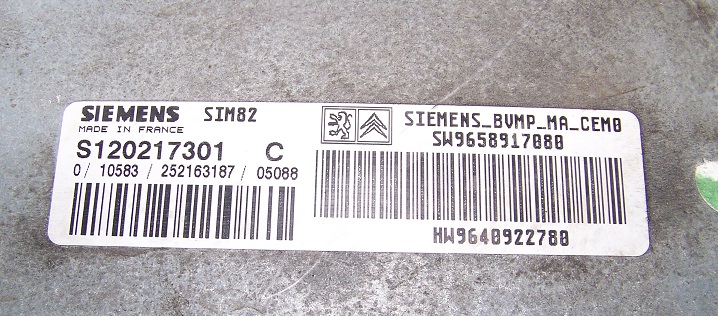 SIEMENS SIM82
MADE IN FRANCE
S120217301 C
0/ 10583 / 252163187 / 05088
SIEMENS_BVMP_MA_CEM0
SW9658917080
HW9640922780